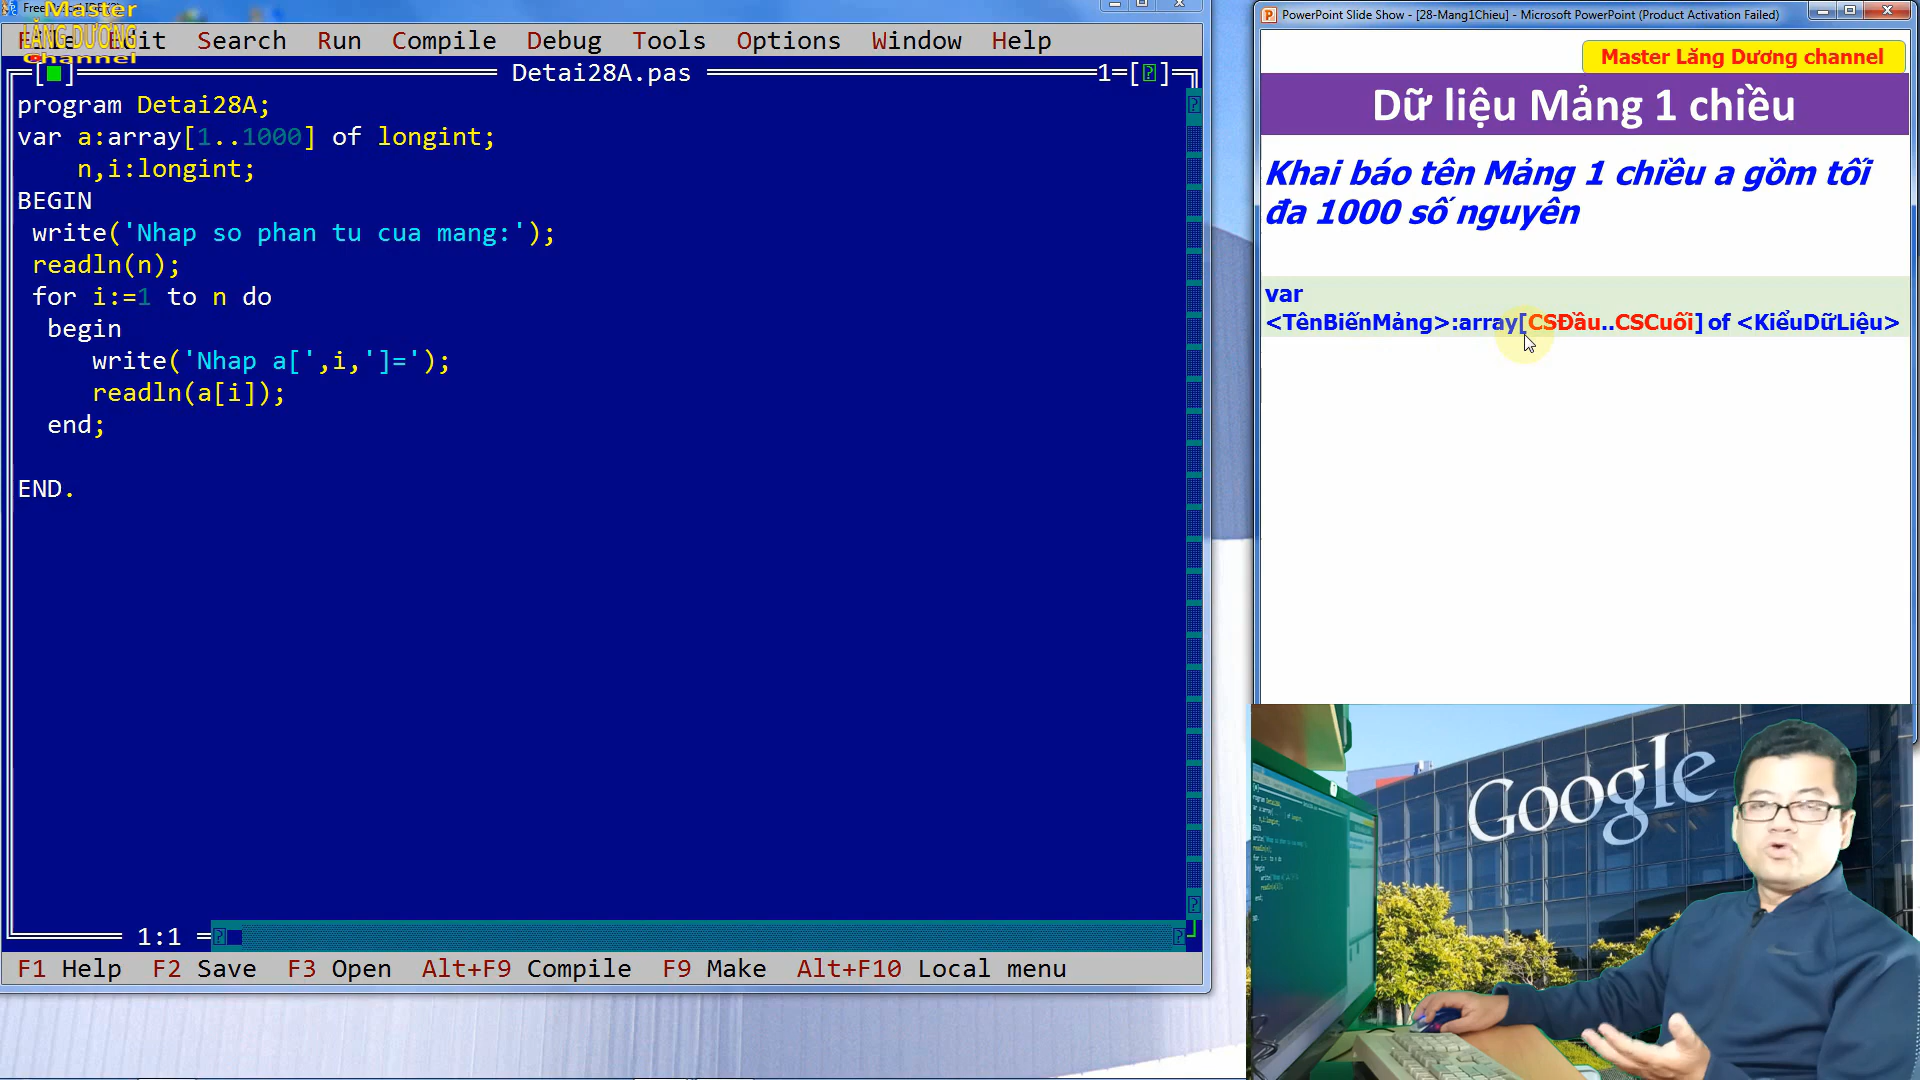 Master
LĂNG DƯƠNG
Channel
Edit Search Run Compile Debug Tools Options Window Help
Detai28A.pas 1=[?]
program Detai28A;
var a:array[1..1000] of longint;
n,i:longint;
BEGIN
write('Nhap so phan tu cua mang:');
readln(n);
for i:=1 to n do
begin
write('Nhap a[',i,']=');
readln(a[i]);
end;
END.
1:1
F1 Help F2 Save F3 Open Alt+F9 Compile F9 Make Alt+F10 Local menu
PowerPoint Slide Show - [28-Mang1Chieu] - Microsoft PowerPoint (Product Activation Failed)
Master Lăng Dương channel
Dữ liệu Mảng 1 chiều
Khai báo tên Mảng 1 chiều a gồm tối
đa 1000 số nguyên
var
<TênBiếnMảng>:array[CSĐầu..CSCuối] of <KiểuDữLiệu>
Google